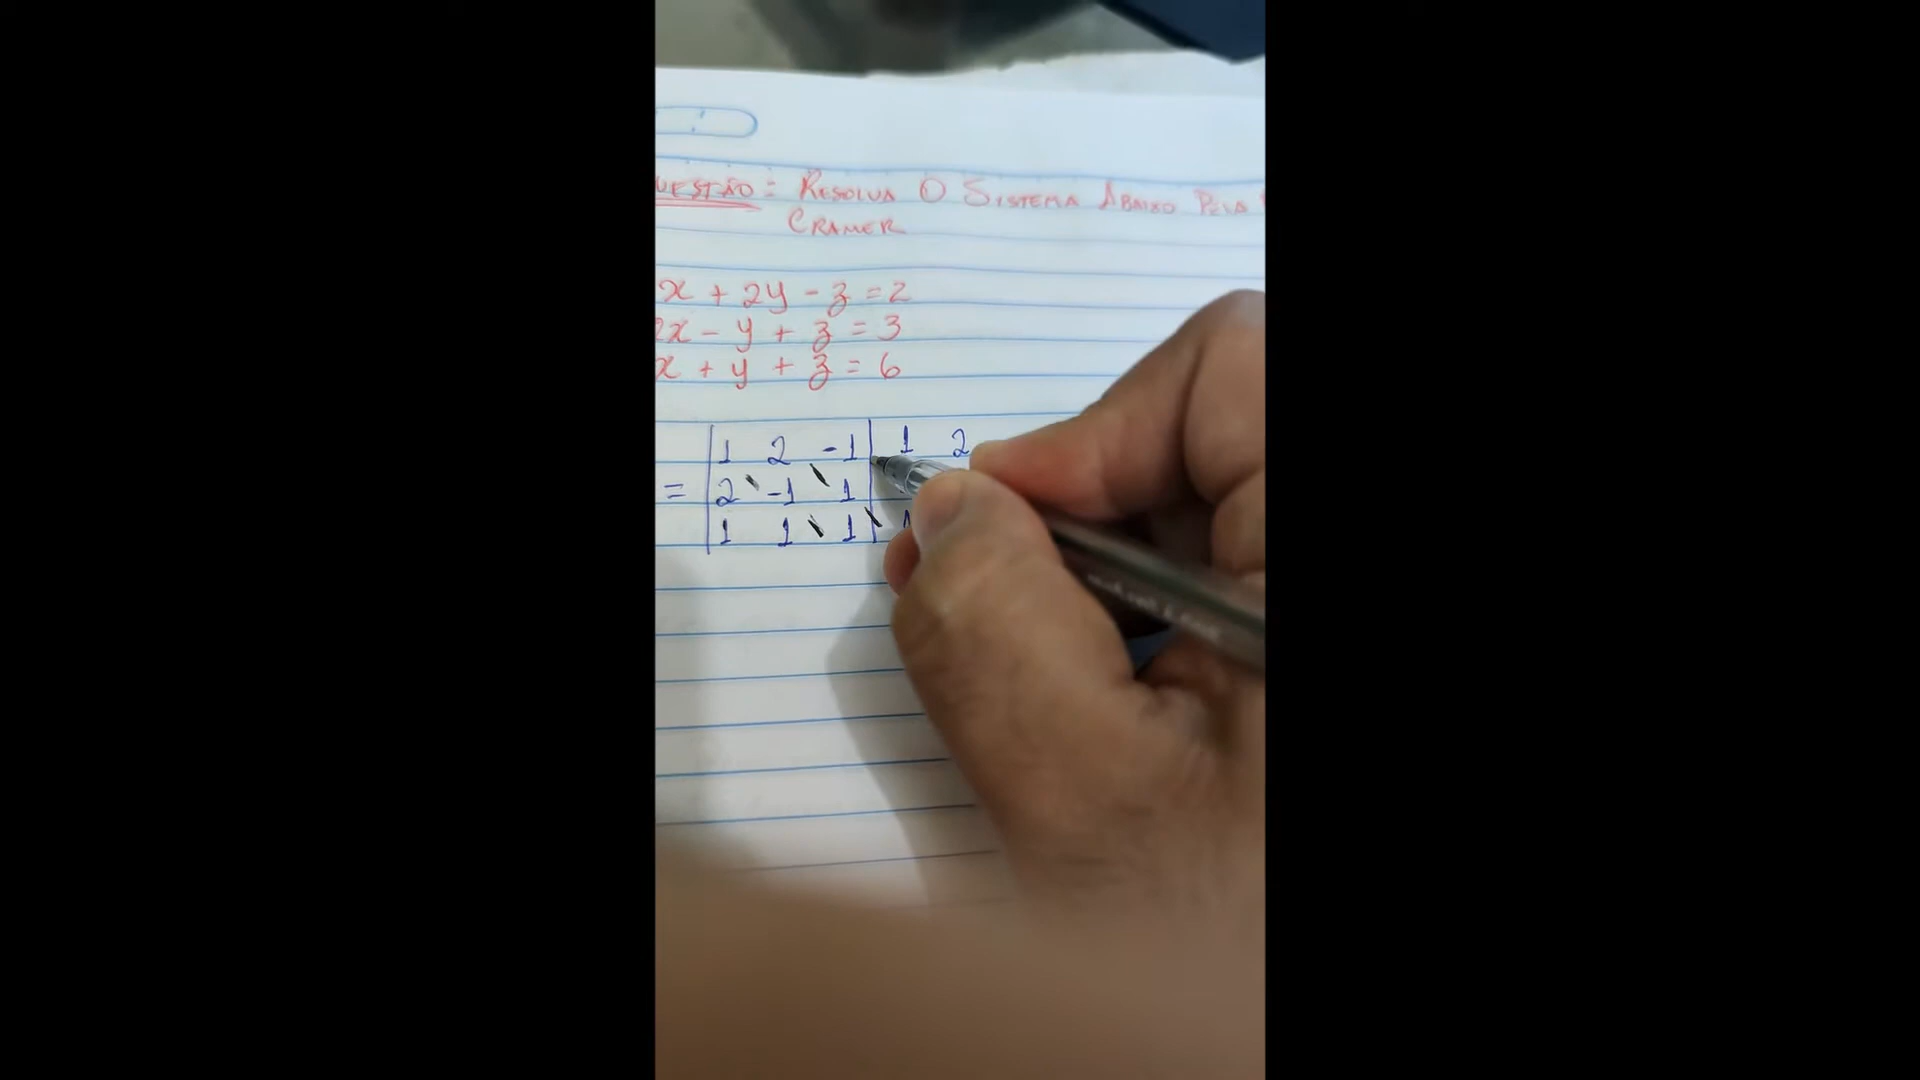 UESTÃO: RESOLVA O SISTEMA ABAIXO PELA
CRAMER
x + 2y - z = 2
2x - y + z = 3
x + y + z = 6
1 2 -1 1 2
= 2 -1 1
1 1 1